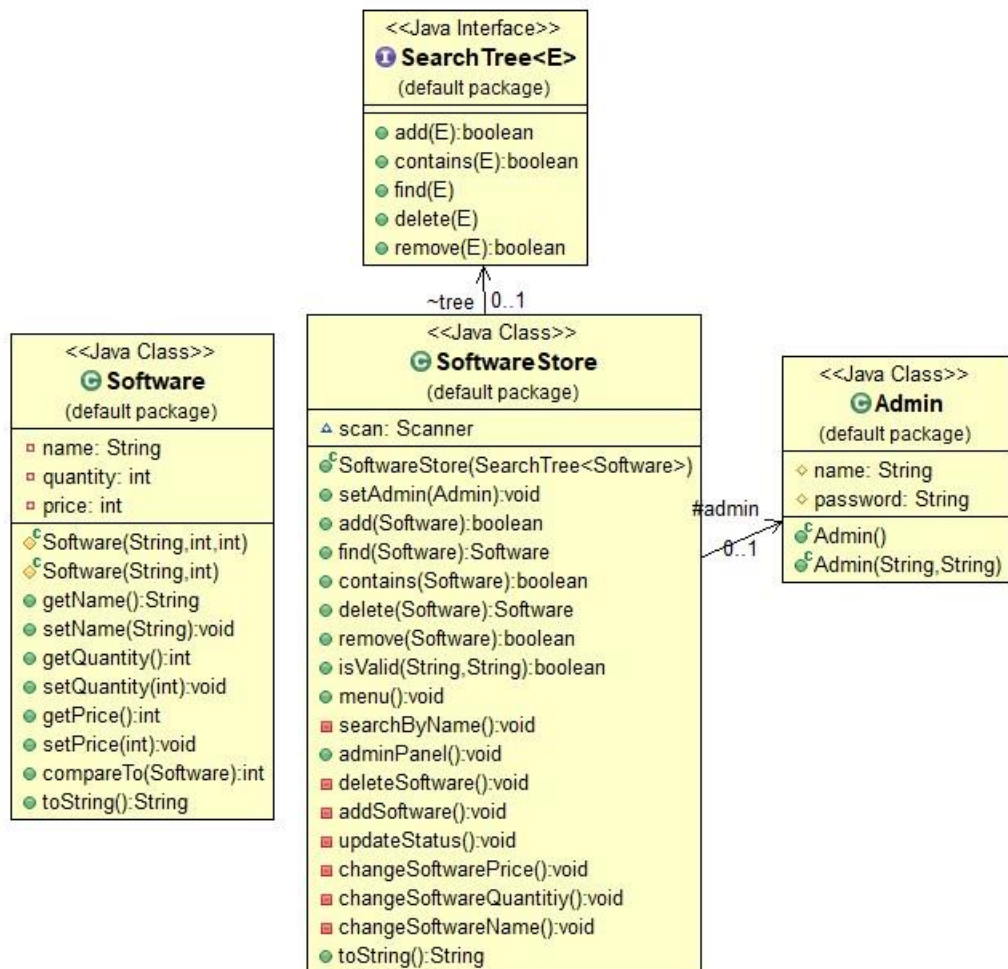 <<Java Interface>>
SearchTree<E>
(default package)
add(E):boolean
contains(E):boolean
find(E)
delete(E)
remove(E):boolean
~tree 0..1
<<Java Class>>
Software
(default package)
name: String
quantity: int
price: int
Software(String,int,int)
Software(String,int)
getName():String
setName(String):void
getQuantity():int
setQuantity(int):void
getPrice():int
setPrice(int):void
compareTo(Software):int
toString():String
<<Java Class>>
SoftwareStore
(default package)
scan: Scanner
SoftwareStore(SearchTree<Software>)
setAdmin(Admin):void
add(Software):boolean
find(Software):Software
contains(Software):boolean
delete(Software):Software
remove(Software):boolean
isValid(String,String):boolean
menu():void
searchByName():void
adminPanel():void
deleteSoftware():void
addSoftware():void
updateStatus():void
changeSoftwarePrice():void
changeSoftwareQuantitiy():void
changeSoftwareName():void
toString():String
#admin
0..1
<<Java Class>>
Admin
(default package)
name: String
password: String
Admin()
Admin(String,String)